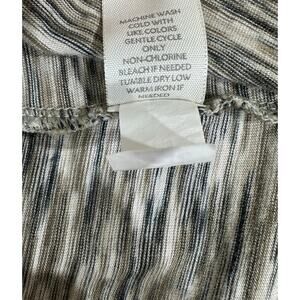 MACHINE WASH
COLD WITH
LIKE COLORS
GENTLE CYCLE
ONLY
NON-CHLORINE
BLEACH IF NEEDED
TUMBLE DRY LOW
WARM IRON IF
NEEDED